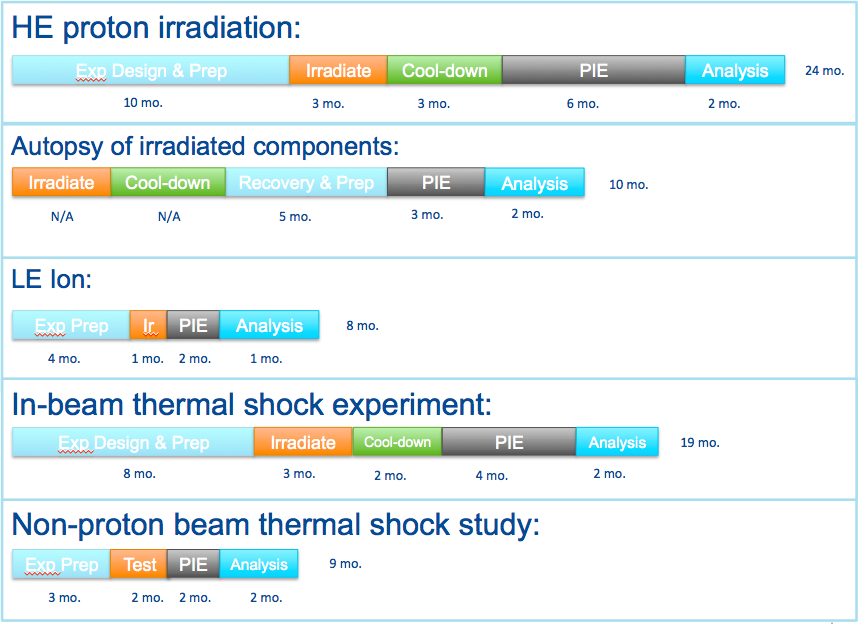 HE proton irradiation:
Exp Design & Prep Irradiate Cool-down PIE Analysis 24 mo.
10 mo. 3 mo. 3 mo. 6 mo. 2 mo.
Autopsy of irradiated components:
Irradiate Cool-down Recovery & Prep PIE Analysis 10 mo.
N/A N/A 5 mo. 3 mo. 2 mo.
LE Ion:
Exp Prep Ir PIE Analysis 8 mo.
4 mo. 1 mo. 2 mo. 1 mo.
In-beam thermal shock experiment:
Exp Design & Prep Irradiate Cool-down PIE Analysis 19 mo.
8 mo. 3 mo. 2 mo. 4 mo. 2 mo.
Non-proton beam thermal shock study:
Exp Prep Test PIE Analysis 9 mo.
3 mo. 2 mo. 2 mo. 2 mo.